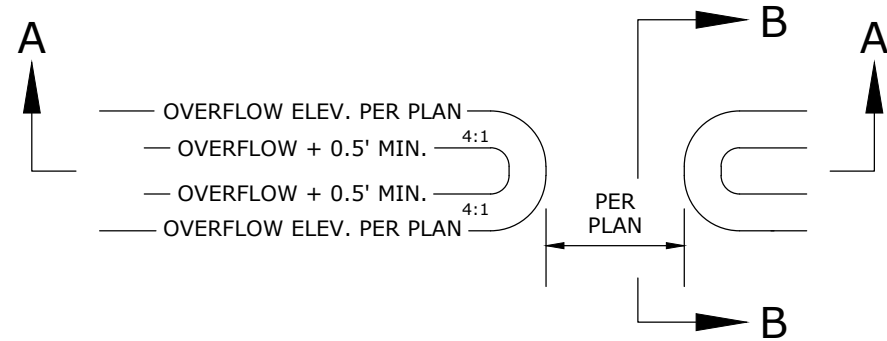 B
A
A
OVERFLOW ELEV. PER PLAN
4:1
OVERFLOW + 0.5' MIN.
OVERFLOW + 0.5' MIN.
4:1
OVERFLOW ELEV. PER PLAN
PER
PLAN
B